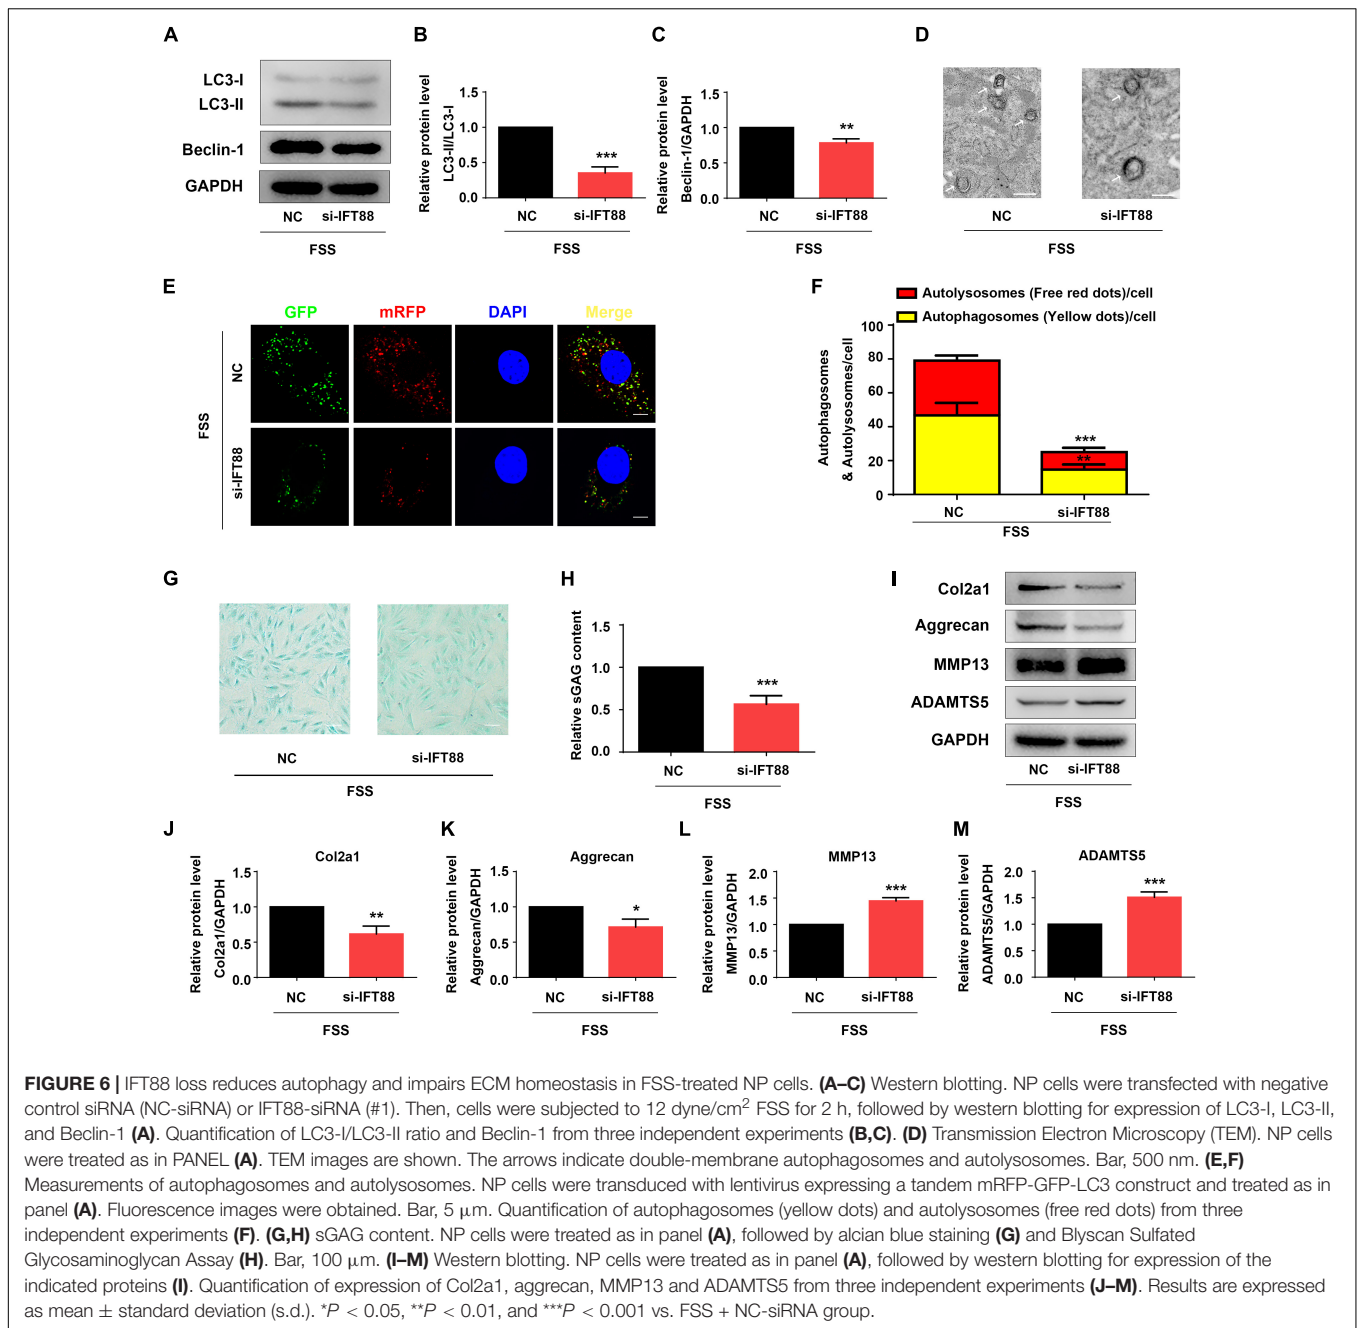 A
LC3-I
LC3-II
Beclin-1
GAPDH
NC si-IFT88
FSS
B
Relative protein level
LC3-II/LC3-I
1.5
1.0
0.5
0.0
***
NC si-IFT88
FSS
C
Relative protein level
Beclin-1/GAPDH
1.5
1.0
0.5
0.0
**
NC si-IFT88
FSS
D
NC si-IFT88
FSS
E
GFP mRFP DAPI Merge
FSS
NC
si-IFT88
F
Autolysosomes (Free red dots)/cell
Autophagosomes (Yellow dots)/cell
Autophagosomes
& Autolysosomes/cell
100
80
60
40
20
0
***
**
NC si-IFT88
FSS
G
NC si-IFT88
FSS
H
Relative sGAG content
1.5
1.0
0.5
0.0
***
NC si-IFT88
FSS
I
Col2a1
Aggrecan
MMP13
ADAMTS5
GAPDH
NC si-IFT88
FSS
J
Col2a1
Relative protein level
Col2a1/GAPDH
1.5
1.0
0.5
0.0
**
NC si-IFT88
FSS
K
Aggrecan
Relative protein level
Aggrecan/GAPDH
1.5
1.0
0.5
0.0
*
NC si-IFT88
FSS
L
MMP13
Relative protein level
MMP13/GAPDH
2.0
1.5
1.0
0.5
0.0
***
NC si-IFT88
FSS
M
ADAMTS5
Relative protein level
ADAMTS5/GAPDH
2.0
1.5
1.0
0.5
0.0
***
NC si-IFT88
FSS
FIGURE 6 | IFT88 loss reduces autophagy and impairs ECM homeostasis in FSS-treated NP cells. (A–C) Western blotting. NP cells were transfected with negative
control siRNA (NC-siRNA) or IFT88-siRNA (#1). Then, cells were subjected to 12 dyne/cm² FSS for 2 h, followed by western blotting for expression of LC3-I, LC3-II,
and Beclin-1 (A). Quantification of LC3-I/LC3-II ratio and Beclin-1 from three independent experiments (B,C). (D) Transmission Electron Microscopy (TEM). NP cells
were treated as in PANEL (A). TEM images are shown. The arrows indicate double-membrane autophagosomes and autolysosomes. Bar, 500 nm. (E,F)
Measurements of autophagosomes and autolysosomes. NP cells were transduced with lentivirus expressing a tandem mRFP-GFP-LC3 construct and treated as in
panel (A). Fluorescence images were obtained. Bar, 5 μm. Quantification of autophagosomes (yellow dots) and autolysosomes (free red dots) from three
independent experiments (F). (G,H) sGAG content. NP cells were treated as in panel (A), followed by alcian blue staining (G) and Blyscan Sulfated
Glycosaminoglycan Assay (H). Bar, 100 μm. (I–M) Western blotting. NP cells were treated as in panel (A), followed by western blotting for expression of the
indicated proteins (I). Quantification of expression of Col2a1, aggrecan, MMP13 and ADAMTS5 from three independent experiments (J–M). Results are expressed
as mean ± standard deviation (s.d.). *P < 0.05, **P < 0.01, and ***P < 0.001 vs. FSS + NC-siRNA group.